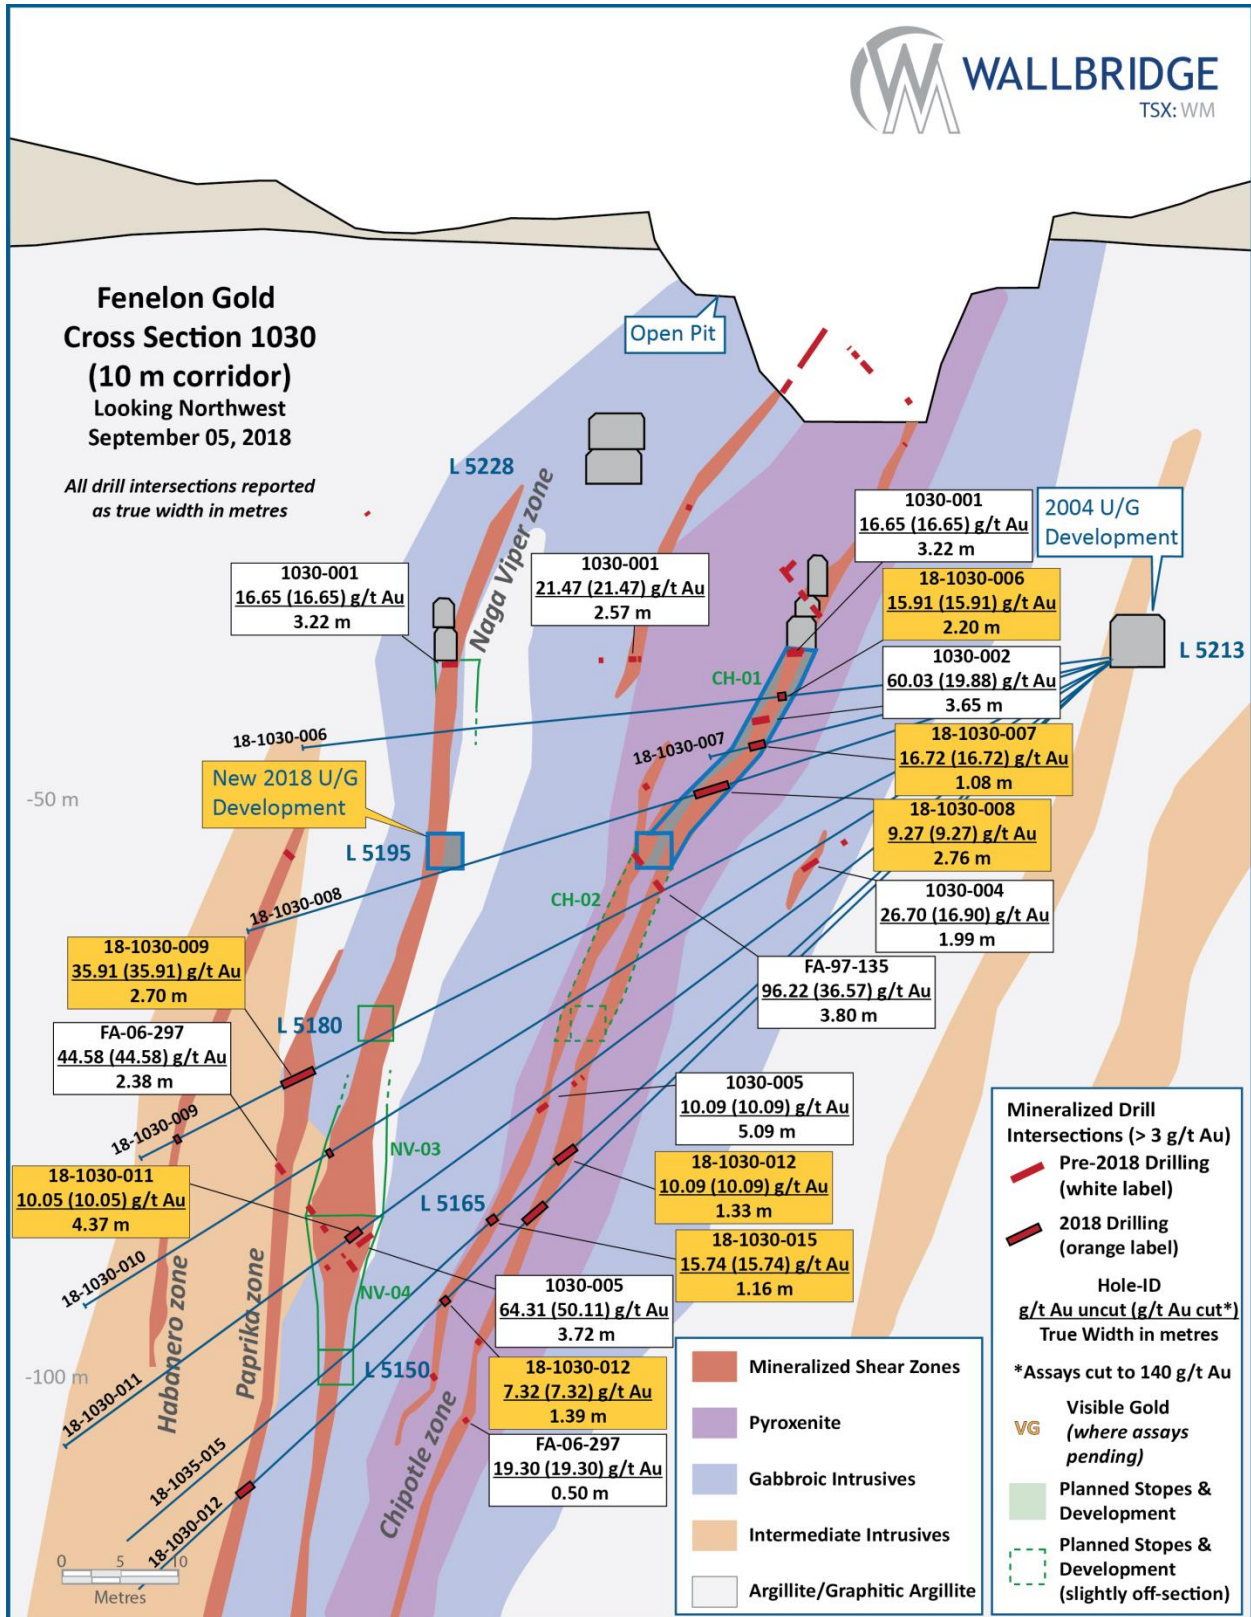 WALLBRIDGE
TSX: WM
Fenelon Gold
Cross Section 1030
(10 m corridor)
Looking Northwest
September 05, 2018
All drill intersections reported
as true width in metres
Open Pit
L 5228
Naga Viper zone
2004 U/G
Development
L 5213
1030-001
16.65 (16.65) g/t Au
3.22 m
1030-001
21.47 (21.47) g/t Au
2.57 m
1030-001
16.65 (16.65) g/t Au
3.22 m
18-1030-006
15.91 (15.91) g/t Au
2.20 m
1030-002
60.03 (19.88) g/t Au
3.65 m
18-1030-007
16.72 (16.72) g/t Au
1.08 m
18-1030-008
9.27 (9.27) g/t Au
2.76 m
1030-004
26.70 (16.90) g/t Au
1.99 m
FA-97-135
96.22 (36.57) g/t Au
3.80 m
CH-01
18-1030-006
18-1030-007
New 2018 U/G
Development
-50 m
L 5195
CH-02
18-1030-008
18-1030-009
35.91 (35.91) g/t Au
2.70 m
L 5180
FA-06-297
44.58 (44.58) g/t Au
2.38 m
18-1030-009
NV-03
18-1030-011
10.05 (10.05) g/t Au
4.37 m
1030-005
10.09 (10.09) g/t Au
5.09 m
18-1030-012
10.09 (10.09) g/t Au
1.33 m
L 5165
18-1030-015
15.74 (15.74) g/t Au
1.16 m
18-1030-010
NV-04
1030-005
64.31 (50.11) g/t Au
3.72 m
Habanero zone
Paprika zone
L 5150
18-1030-012
7.32 (7.32) g/t Au
1.39 m
-100 m
18-1030-011
FA-06-297
19.30 (19.30) g/t Au
0.50 m
Chipotle zone
18-1035-015
18-1030-012
0 5 10
Metres
Mineralized Shear Zones
Pyroxenite
Gabbroic Intrusives
Intermediate Intrusives
Argillite/Graphitic Argillite
Mineralized Drill
Intersections (> 3 g/t Au)
Pre-2018 Drilling
(white label)
2018 Drilling
(orange label)
Hole-ID
g/t Au uncut (g/t Au cut*)
True Width in metres
*Assays cut to 140 g/t Au
VG
Visible Gold
(where assays
pending)
Planned Stopes &
Development
Planned Stopes &
Development
(slightly off-section)